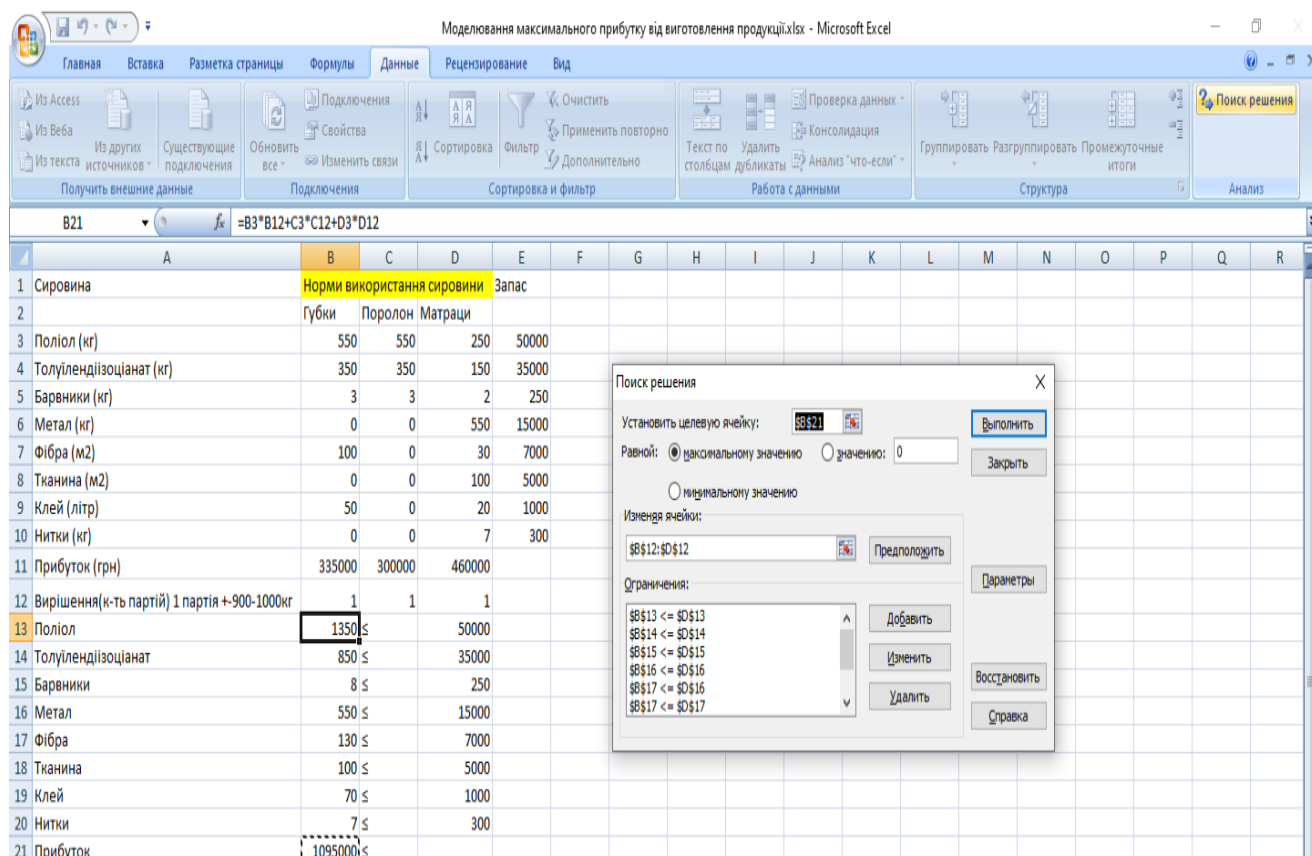 Моделювання максимального прибутку від виготовлення продукції.xlsx - Microsoft Excel
Главная Вставка Разметка страницы Формулы Данные Рецензирование Вид
Из Access
Из Веба
Из текста
Из других источников
Существующие подключения
Получить внешние данные
Обновить все
Подключения
Свойства
Изменить связи
Подключения
Сортировка
Фильтр
Очистить
Применить повторно
Дополнительно
Сортировка и фильтр
Текст по столбцам
Удалить дубликаты
Проверка данных
Консолидация
Анализ "что-если"
Работа с данными
Группировать
Разгруппировать
Промежуточные итоги
Структура
Поиск решения
Анализ
B21 fx =B3*B12+C3*C12+D3*D12
A B C D E F G H I J K L M N O P Q R
1 Сировина Норми використання сировини Запас
2 Губки Поролон Матраци
3 Поліол (кг) 550 550 250 50000
4 Толуїлендіізоціанат (кг) 350 350 150 35000
5 Барвники (кг) 3 3 2 250
6 Метал (кг) 0 0 550 15000
7 Фібра (м2) 100 0 30 7000
8 Тканина (м2) 0 0 100 5000
9 Клей (літр) 50 0 20 1000
10 Нитки (кг) 0 0 7 300
11 Прибуток (грн) 335000 300000 460000
12 Вирішення(к-ть партій) 1 партія +-900-1000кг 1 1 1
13 Поліол 1350 ≤ 50000
14 Толуїлендіізоціанат 850 ≤ 35000
15 Барвники 8 ≤ 250
16 Метал 550 ≤ 15000
17 Фібра 130 ≤ 7000
18 Тканина 100 ≤ 5000
19 Клей 70 ≤ 1000
20 Нитки 7 ≤ 300
21 Прибуток 1095000 ≤
Поиск решения
Установить целевую ячейку: $B$21
Равной: максимальному значению значению: 0
минимальному значению
Изменяя ячейки:
$B$12:$D$12
Предположить
Ограничения:
$B$13 <= $D$13
$B$14 <= $D$14
$B$15 <= $D$15
$B$16 <= $D$16
$B$17 <= $D$16
$B$17 <= $D$17
Добавить
Изменить
Удалить
Выполнить
Закрыть
Параметры
Восстановить
Справка